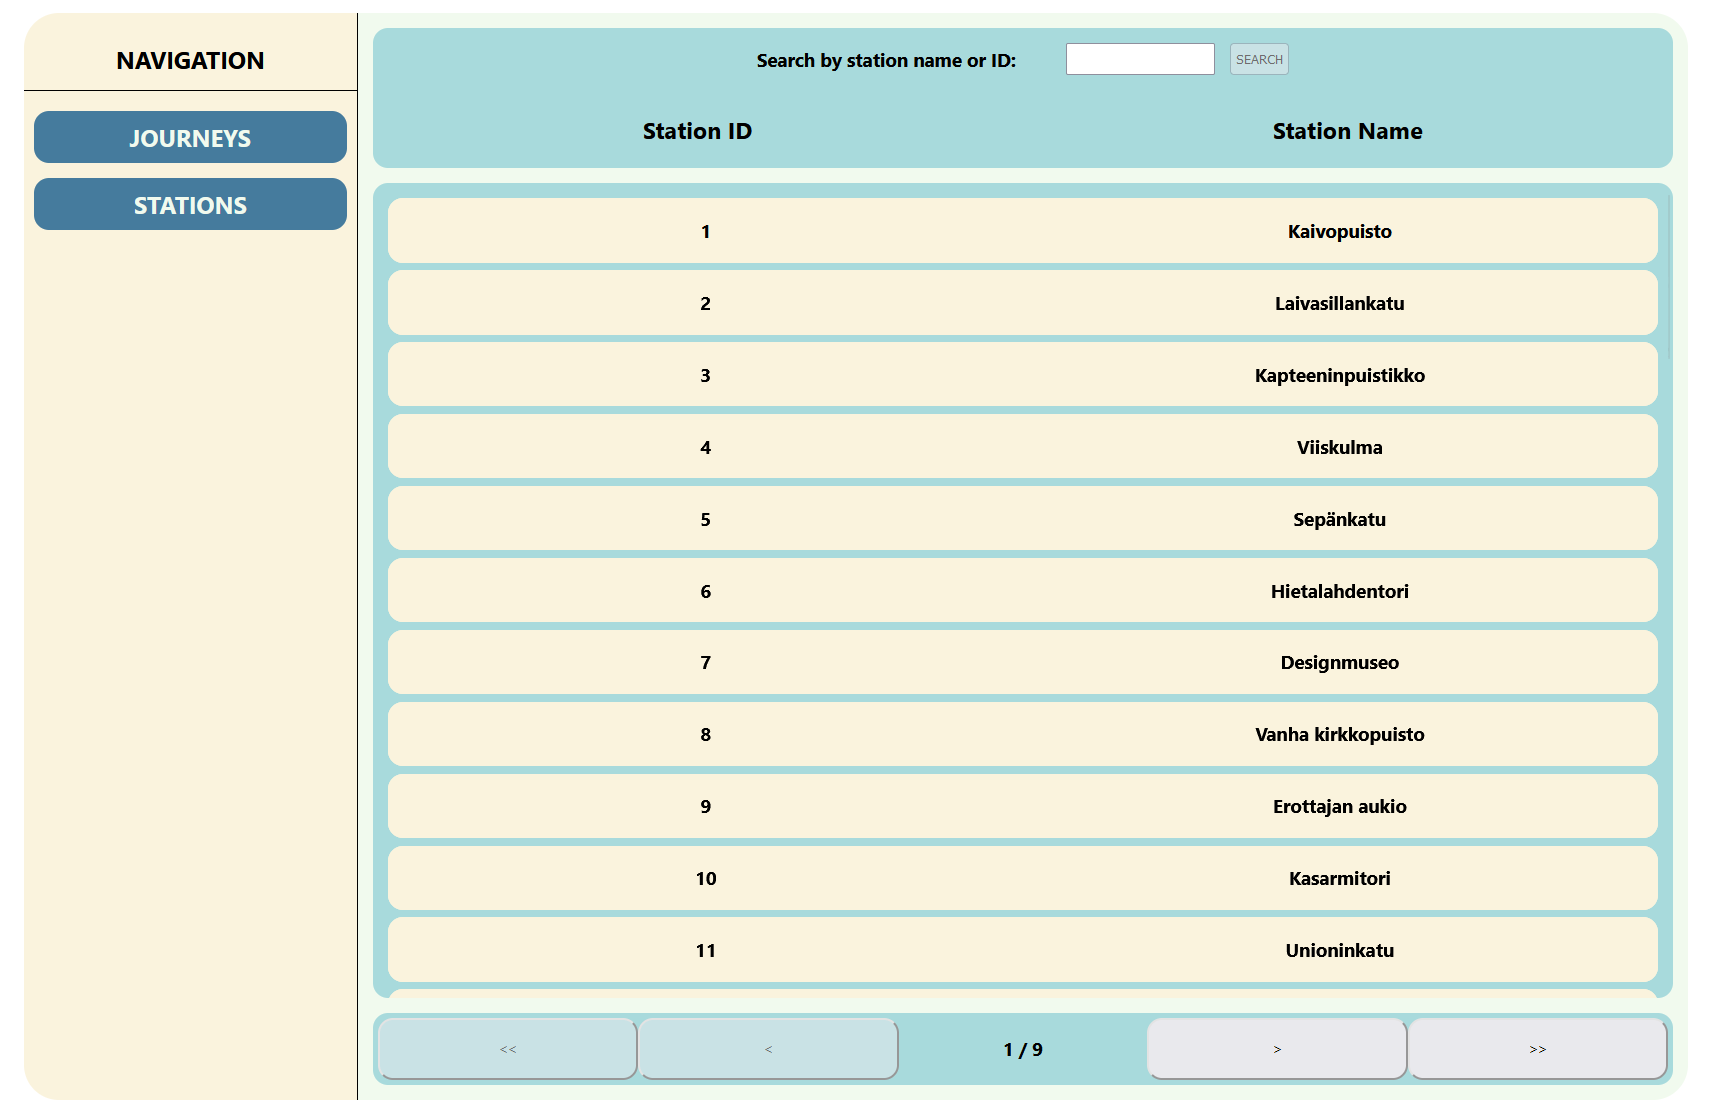 NAVIGATION
JOURNEYS
STATIONS
Search by station name or ID:
SEARCH
Station ID Station Name
1 Kaivopuisto
2 Laivasillankatu
3 Kapteeninpuistikko
4 Viiskulma
5 Sepänkatu
6 Hietalahdentori
7 Designmuseo
8 Vanha kirkkopuisto
9 Erottajan aukio
10 Kasarmitori
11 Unioninkatu
<< < 1 / 9 > >>